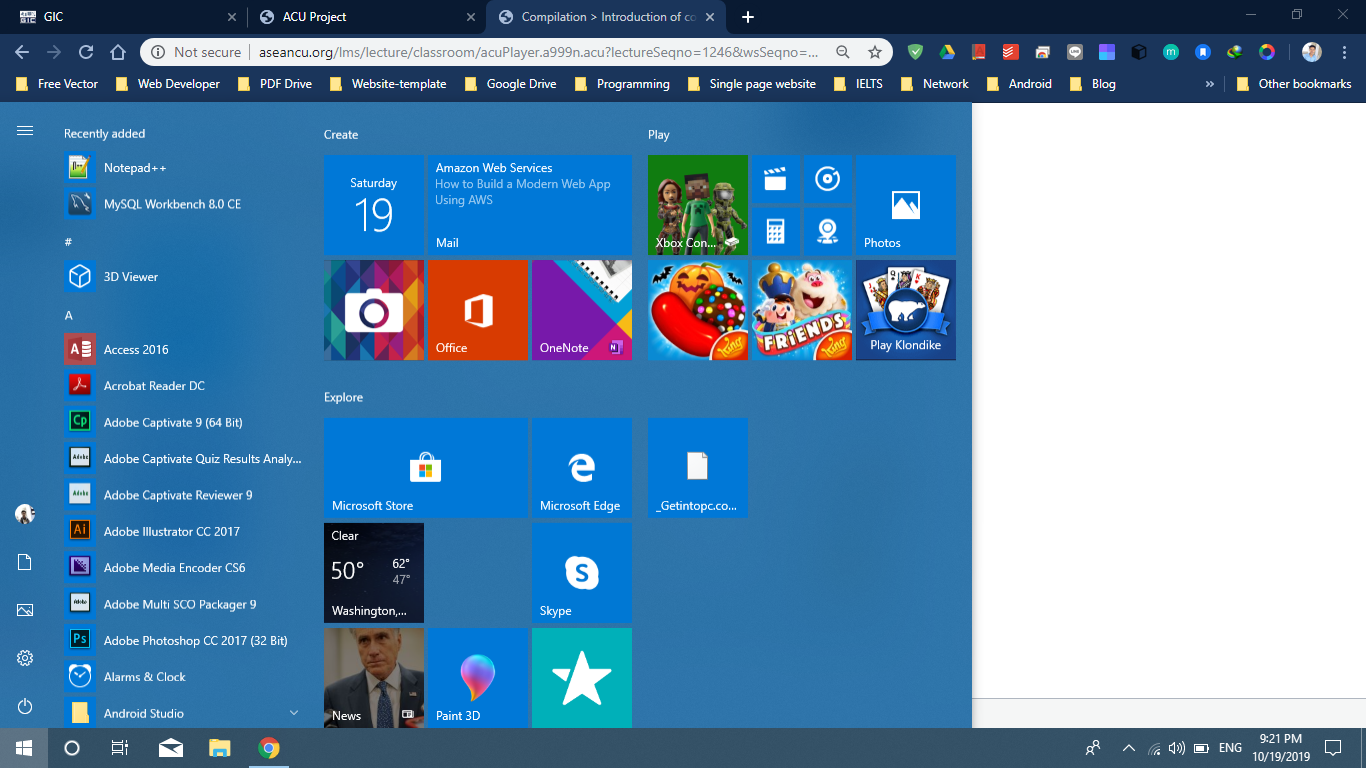 GIC
ACU Project
Compilation > Introduction of co
Not secure
aseancu.org/lms/lecture/classroom/acuPlayer.a999n.acu?lectureSeqno=1246&wsSeqno=...
Free Vector
Web Developer
PDF Drive
Website-template
Google Drive
Programming
Single page website
IELTS
Network
Android
Blog
»
Other bookmarks
Recently added
Notepad++
MySQL Workbench 8.0 CE
#
3D Viewer
A
Access 2016
Acrobat Reader DC
Adobe Captivate 9 (64 Bit)
Adobe Captivate Quiz Results Analy...
Adobe Captivate Reviewer 9
Adobe Illustrator CC 2017
Adobe Media Encoder CS6
Adobe Multi SCO Packager 9
Adobe Photoshop CC 2017 (32 Bit)
Alarms & Clock
Android Studio
Create
Saturday
19
Amazon Web Services
How to Build a Modern Web App
Using AWS
Mail
Office
OneNote
Play
Xbox Con...
Photos
FRIENDS
King
King
Play Klondike
Explore
Microsoft Store
Microsoft Edge
_Getintopc.co...
Clear
50°
62°
47°
Washington,...
Skype
News
Paint 3D
ENG
9:21 PM
10/19/2019